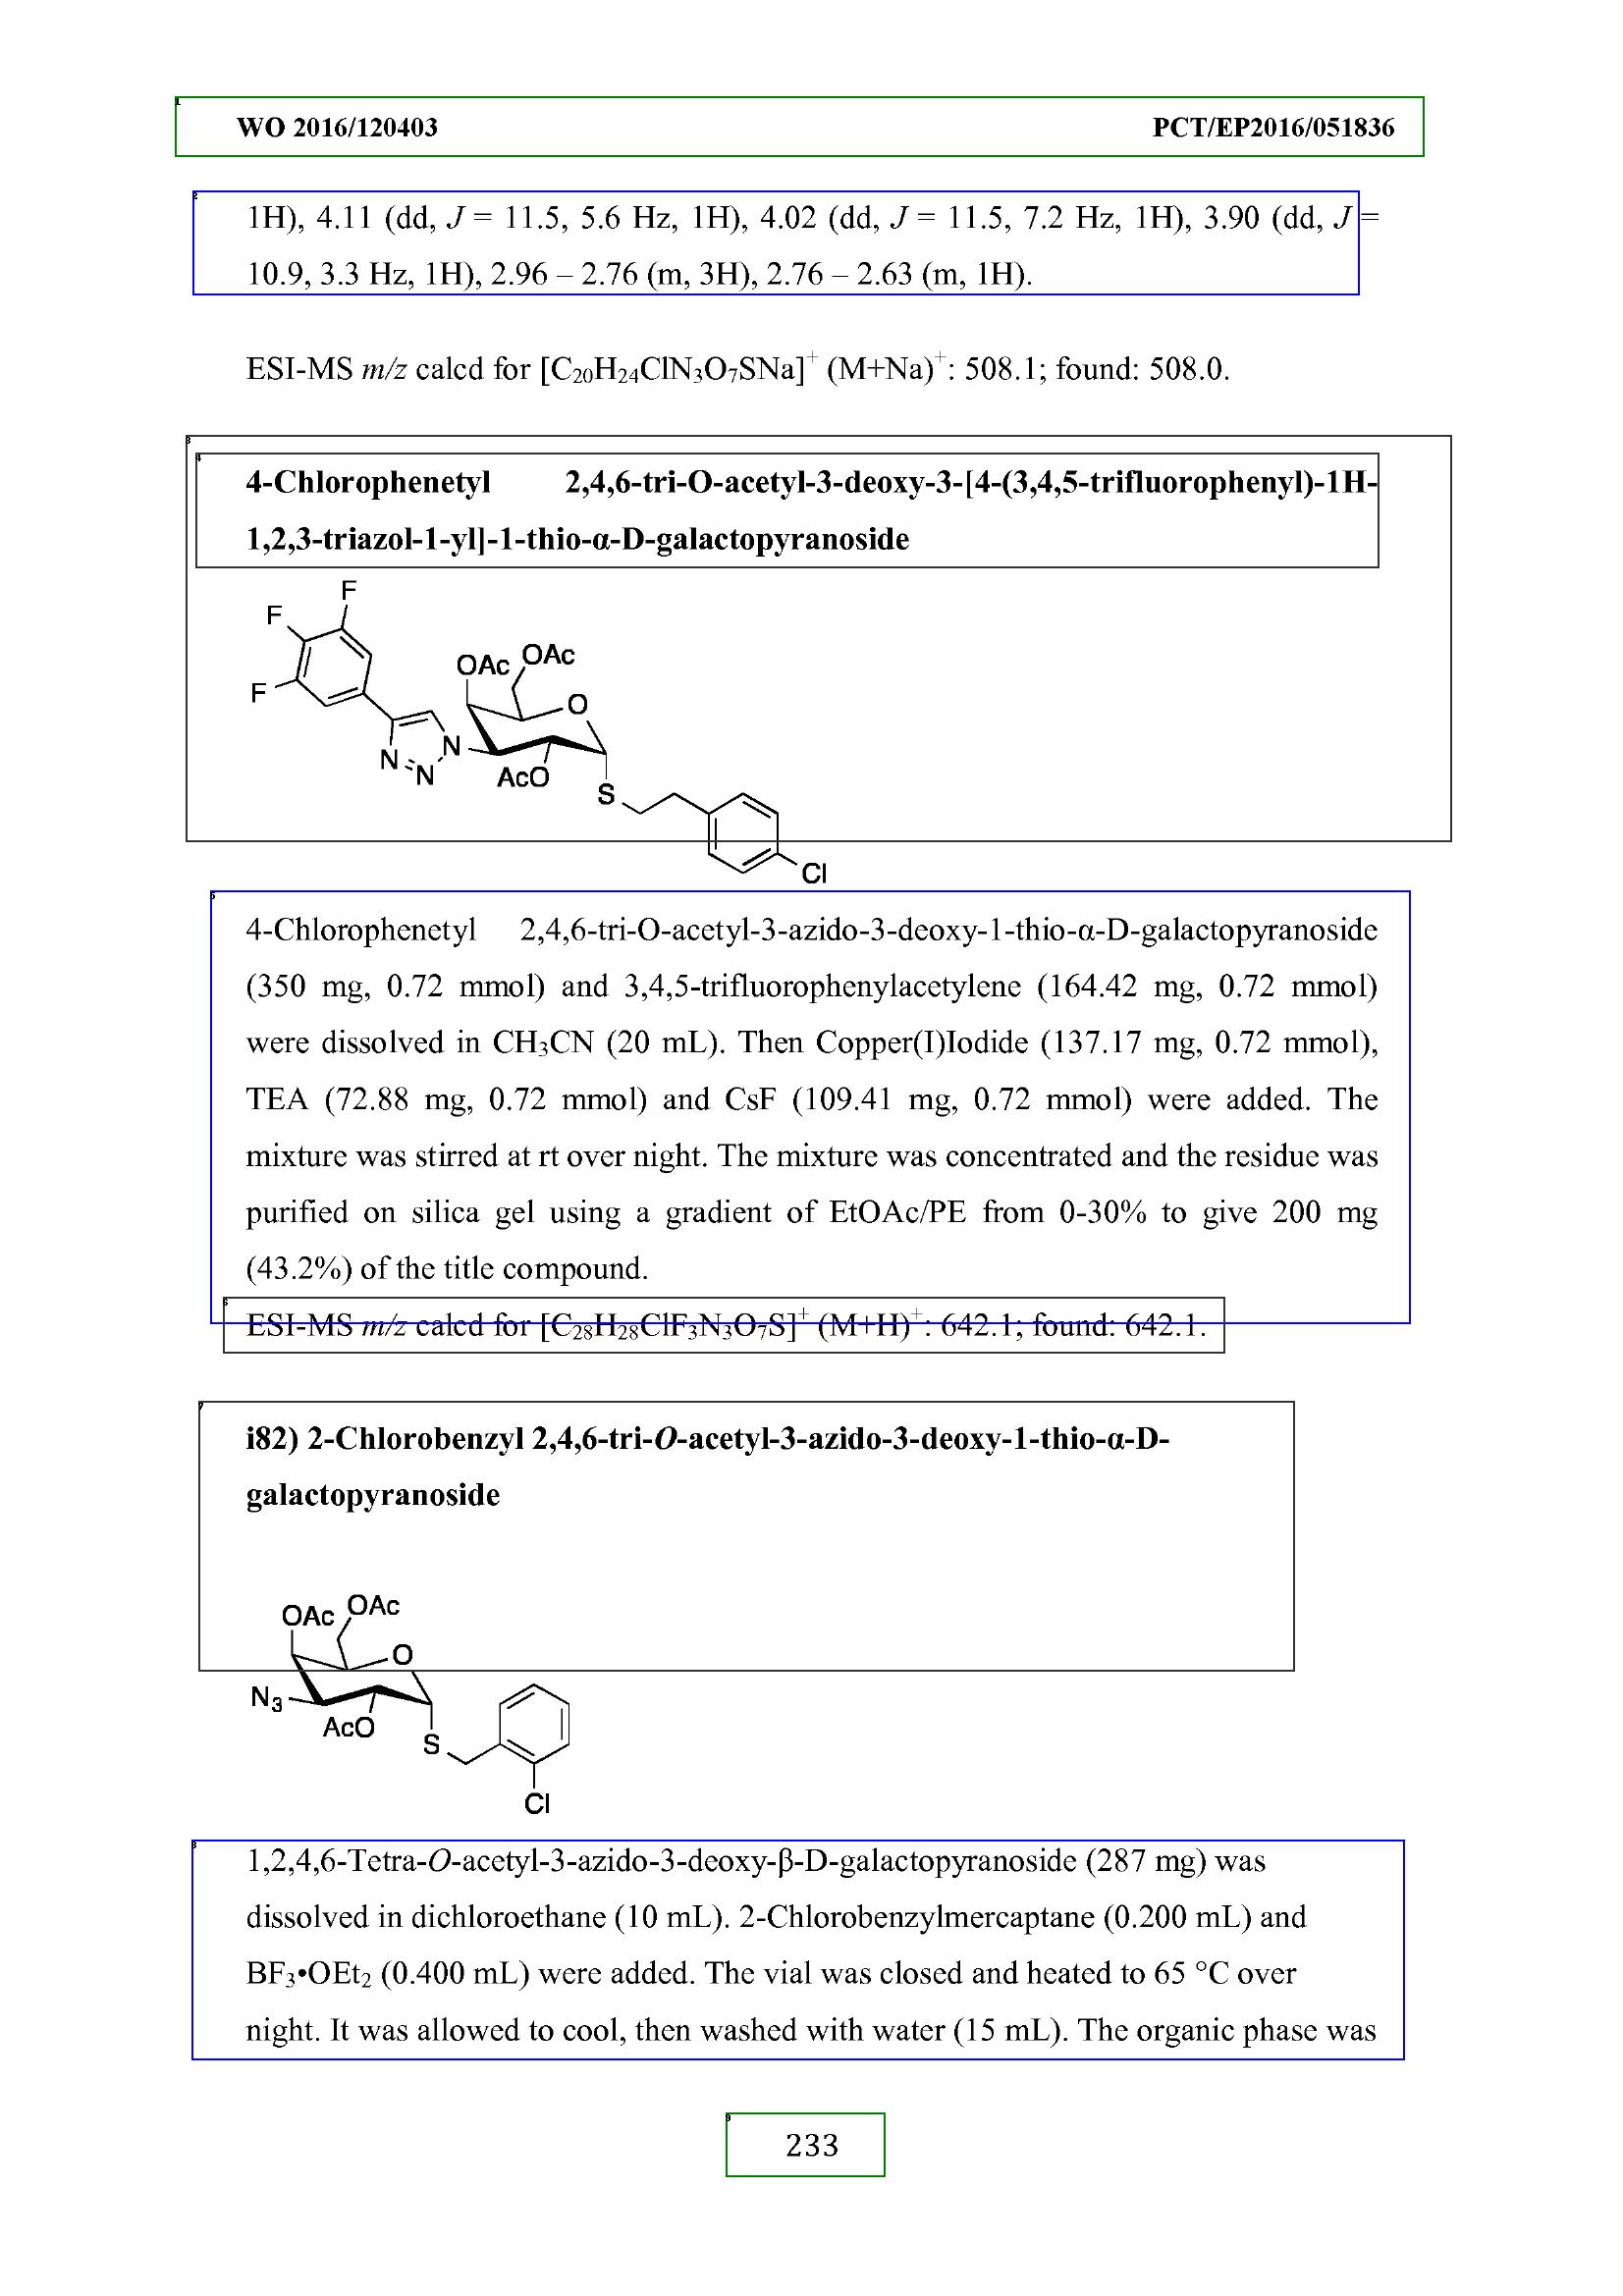 WO 2016/120403 PCT/EP2016/051836
1H), 4.11 (dd, J = 11.5, 5.6 Hz, 1H), 4.02 (dd, J = 11.5, 7.2 Hz, 1H), 3.90 (dd, J =
10.9, 3.3 Hz, 1H), 2.96 – 2.76 (m, 3H), 2.76 – 2.63 (m, 1H).
ESI-MS m/z calcd for [C₂₀H₂₄ClN₃O₇SNa]⁺ (M+Na)⁺: 508.1; found: 508.0.
4-Chlorophenetyl 2,4,6-tri-O-acetyl-3-deoxy-3-[4-(3,4,5-trifluorophenyl)-1H-
1,2,3-triazol-1-yl]-1-thio-α-D-galactopyranoside
F
F
F
OAc OAc
O
N
N N
AcO
S
Cl
4-Chlorophenetyl 2,4,6-tri-O-acetyl-3-azido-3-deoxy-1-thio-α-D-galactopyranoside
(350 mg, 0.72 mmol) and 3,4,5-trifluorophenylacetylene (164.42 mg, 0.72 mmol)
were dissolved in CH₃CN (20 mL). Then Copper(I)Iodide (137.17 mg, 0.72 mmol),
TEA (72.88 mg, 0.72 mmol) and CsF (109.41 mg, 0.72 mmol) were added. The
mixture was stirred at rt over night. The mixture was concentrated and the residue was
purified on silica gel using a gradient of EtOAc/PE from 0-30% to give 200 mg
(43.2%) of the title compound.
ESI-MS m/z calcd for [C₂₈H₂₈ClF₃N₃O₇S]⁺ (M+H)⁺: 642.1; found: 642.1.
i82) 2-Chlorobenzyl 2,4,6-tri-O-acetyl-3-azido-3-deoxy-1-thio-α-D-
galactopyranoside
OAc OAc
O
N₃
AcO
S
Cl
1,2,4,6-Tetra-O-acetyl-3-azido-3-deoxy-β-D-galactopyranoside (287 mg) was
dissolved in dichloroethane (10 mL). 2-Chlorobenzylmercaptane (0.200 mL) and
BF₃•OEt₂ (0.400 mL) were added. The vial was closed and heated to 65 °C over
night. It was allowed to cool, then washed with water (15 mL). The organic phase was
233